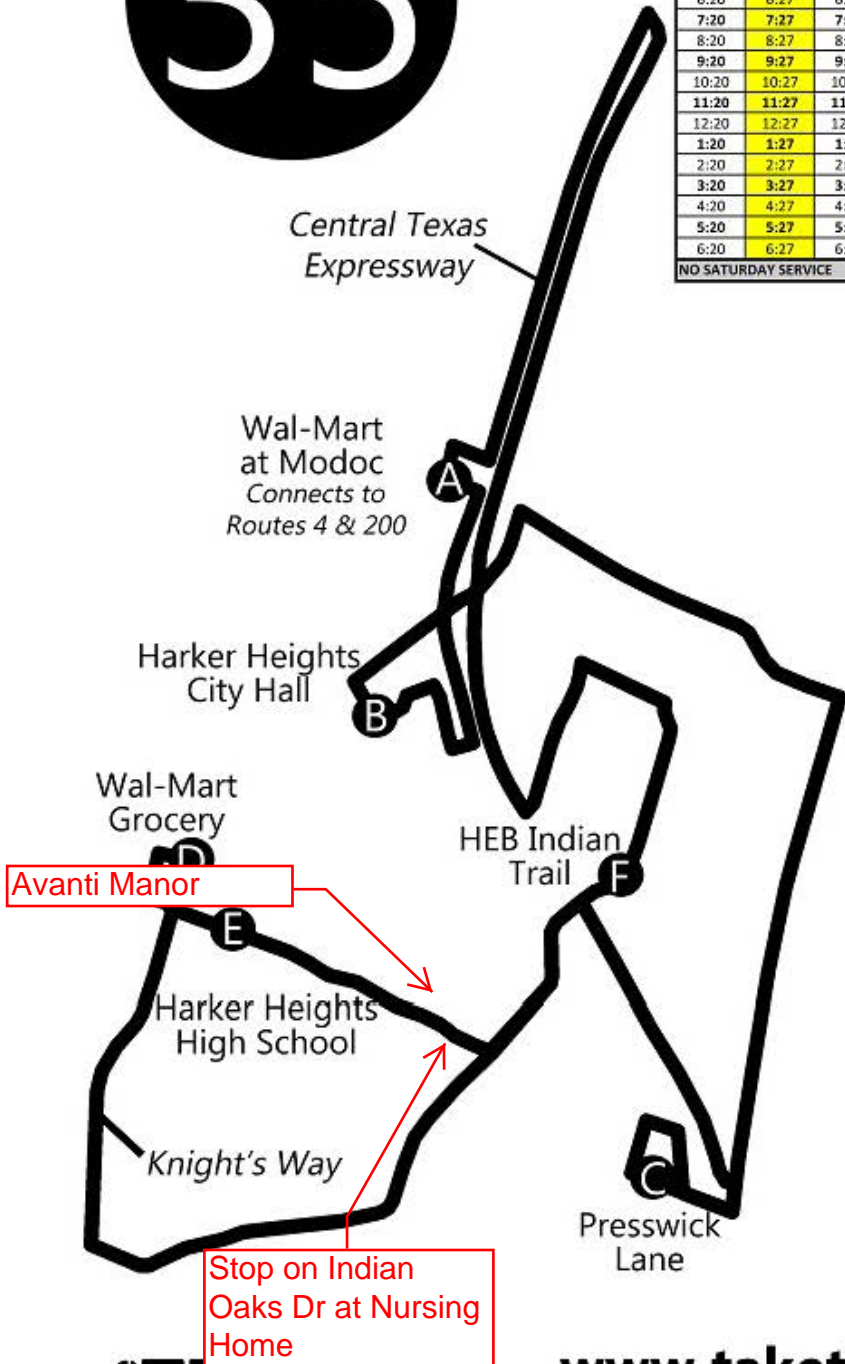 35
7:20 7:27
8:20 8:27
9:20 9:27
10:20 10:27
11:20 11:27
12:20 12:27
1:20 1:27
2:20 2:27
3:20 3:27
4:20 4:27
5:20 5:27
6:20 6:27
NO SATURDAY SERVICE
Central Texas
Expressway
Wal-Mart
at Modoc
Connects to
Routes 4 & 200
A
Harker Heights
City Hall
B
Wal-Mart
Grocery
D
HEB Indian
Trail
F
Avanti Manor
E
Harker Heights
High School
Knight's Way
C
Presswick
Lane
Stop on Indian
Oaks Dr at Nursing
Home